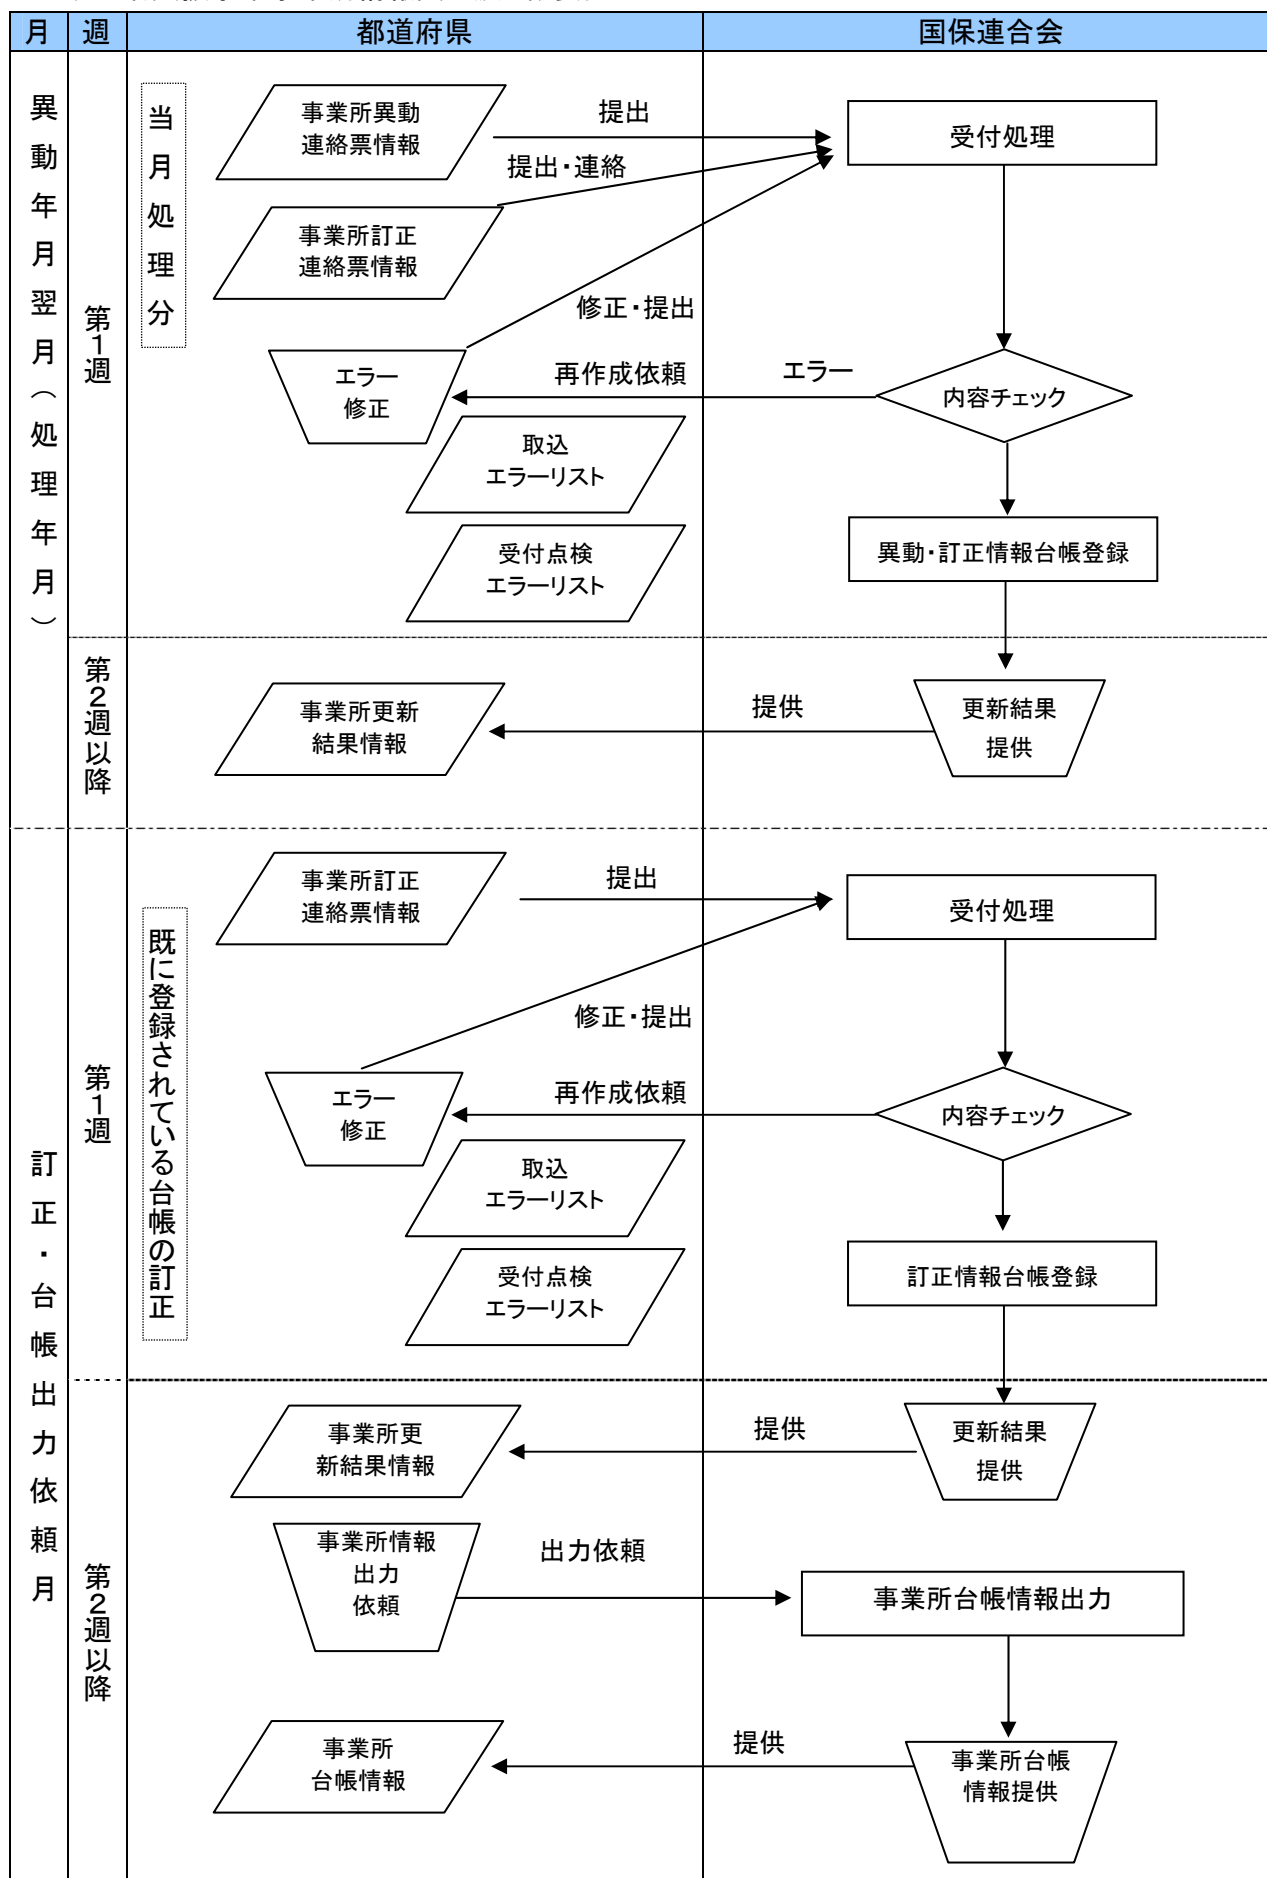 月
週
都道府県
国保連合会
異動年月翌月（処理年月）
第1週
当月処理分
事業所異動
連絡票情報
提出
受付処理
提出・連絡
事業所訂正
連絡票情報
修正・提出
エラー
修正
再作成依頼
エラー
内容チェック
取込
エラーリスト
受付点検
エラーリスト
異動・訂正情報台帳登録
第2週以降
事業所更新
結果情報
提供
更新結果
提供
訂正・台帳出力依頼月
第1週
既に登録されている台帳の訂正
事業所訂正
連絡票情報
提出
受付処理
修正・提出
エラー
修正
再作成依頼
内容チェック
取込
エラーリスト
受付点検
エラーリスト
訂正情報台帳登録
第2週以降
事業所更
新結果情報
提供
更新結果
提供
事業所情報
出力
依頼
出力依頼
事業所台帳情報出力
事業所
台帳情報
提供
事業所台帳
情報提供